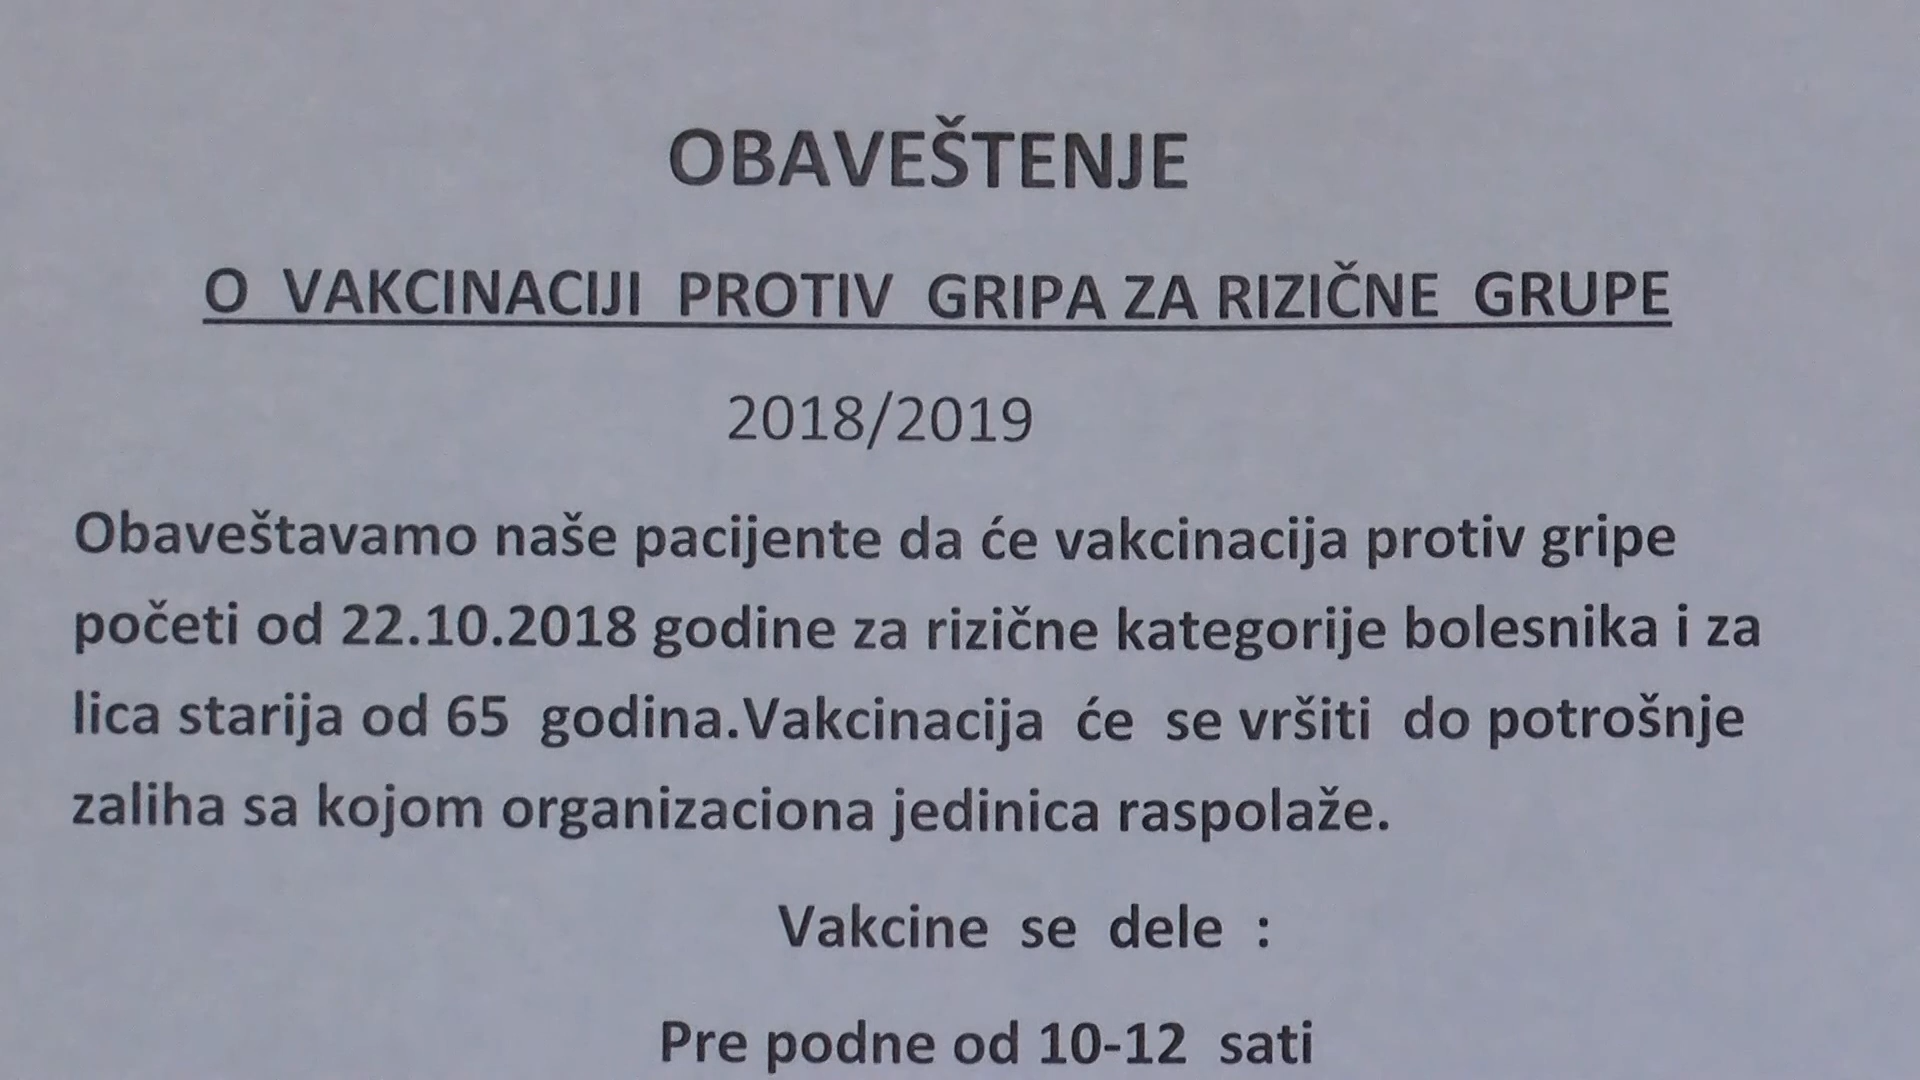 OBAVEŠTENJE
O VAKCINACIJI PROTIV GRIPA ZA RIZIČNE GRUPE
2018/2019
Obaveštavamo naše pacijente da će vakcinacija protiv gripe
početi od 22.10.2018 godine za rizične kategorije bolesnika i za
lica starija od 65 godina.Vakcinacija će se vršiti do potrošnje
zaliha sa kojom organizaciona jedinica raspolaže.
Vakcine se dele :
Pre podne od 10-12 sati